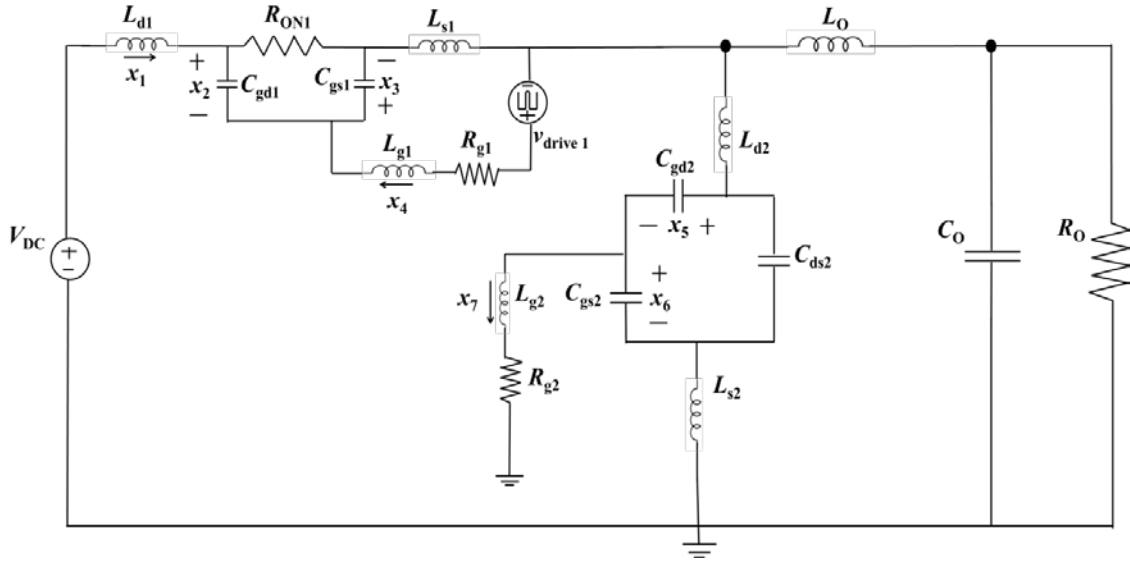 L_d1
R_ON1
L_s1
L_O
+
−
x_1
x_2
C_gd1
C_gs1
x_3
−
+
−
+
v_drive 1
L_g1
R_g1
x_4
L_d2
C_gd2
−
x_5
+
V_DC
+
−
C_ds2
C_O
R_O
x_7
L_g2
C_gs2
+
x_6
−
R_g2
L_s2